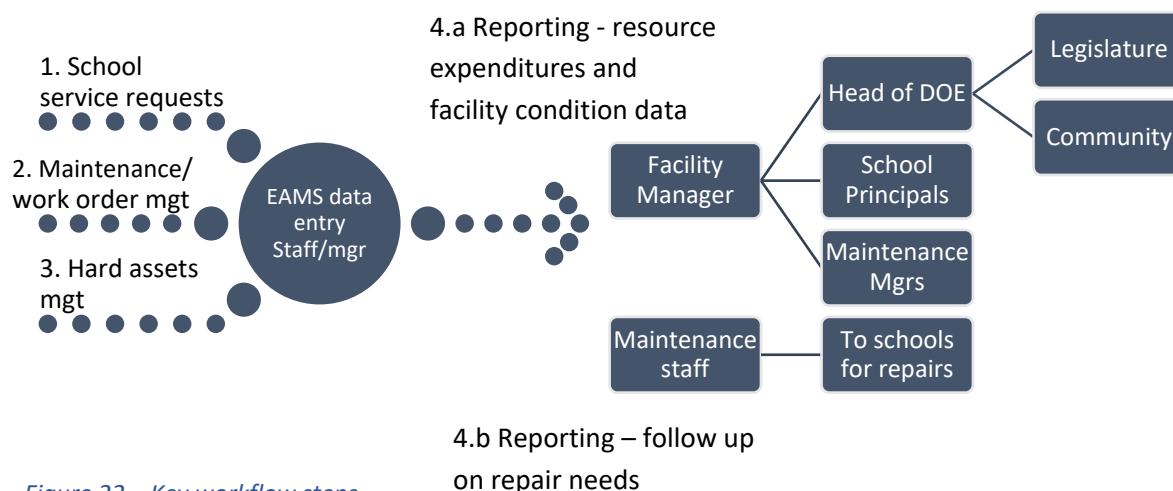 1. School
service requests
2. Maintenance/
work order mgt
3. Hard assets
mgt
EAMS data
entry
Staff/mgr
4.a Reporting - resource
expenditures and
facility condition data
Facility
Manager
Head of DOE
School
Principals
Maintenance
Mgrs
Legislature
Community
Maintenance
staff
To schools
for repairs
4.b Reporting – follow up
on repair needs